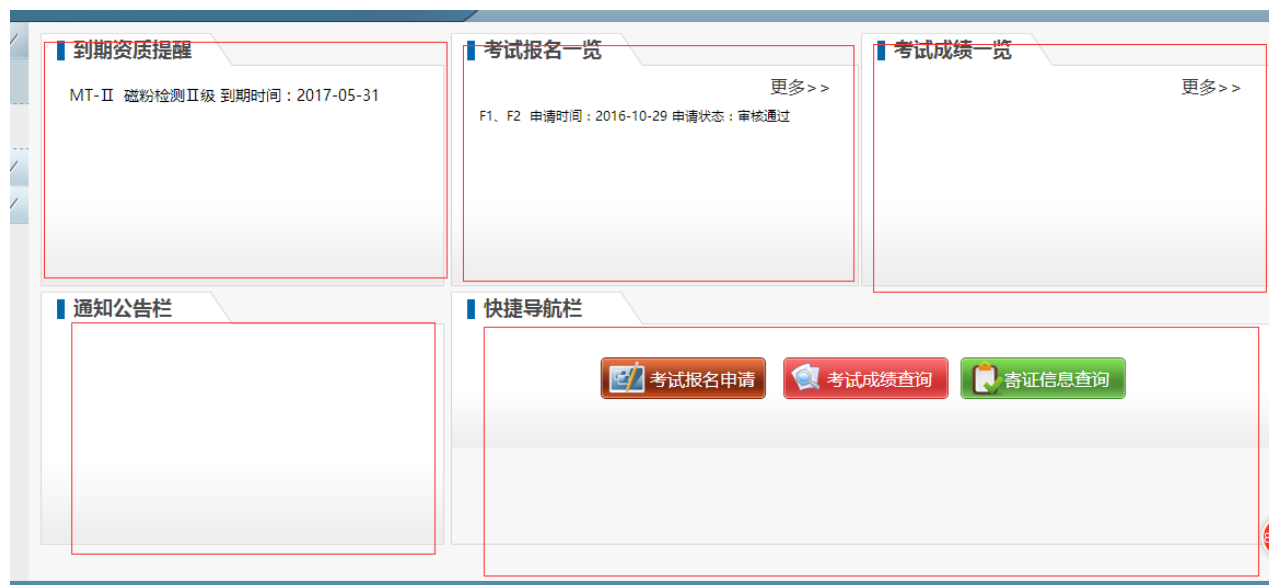 到期资质提醒
MT-Ⅱ 磁粉检测Ⅱ级 到期时间：2017-05-31
考试报名一览
更多>>
F1、F2 申请时间：2016-10-29 申请状态：审核通过
考试成绩一览
更多>>
通知公告栏
快捷导航栏
考试报名申请
考试成绩查询
寄证信息查询